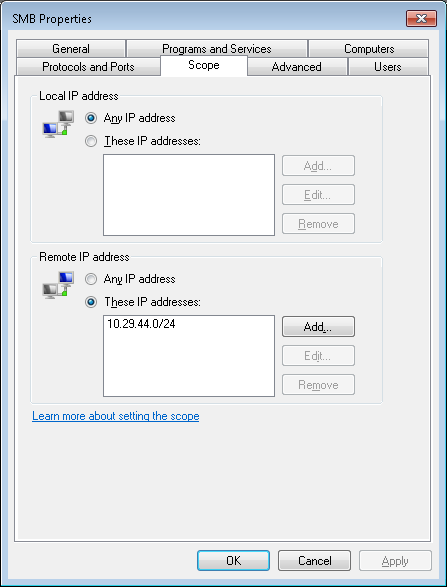 SMB Properties
General
Programs and Services
Computers
Protocols and Ports
Scope
Advanced
Users
Local IP address
Any IP address
These IP addresses:
Add...
Edit...
Remove
Remote IP address
Any IP address
These IP addresses:
10.29.44.0/24
Add...
Edit...
Remove
Learn more about setting the scope
OK
Cancel
Apply